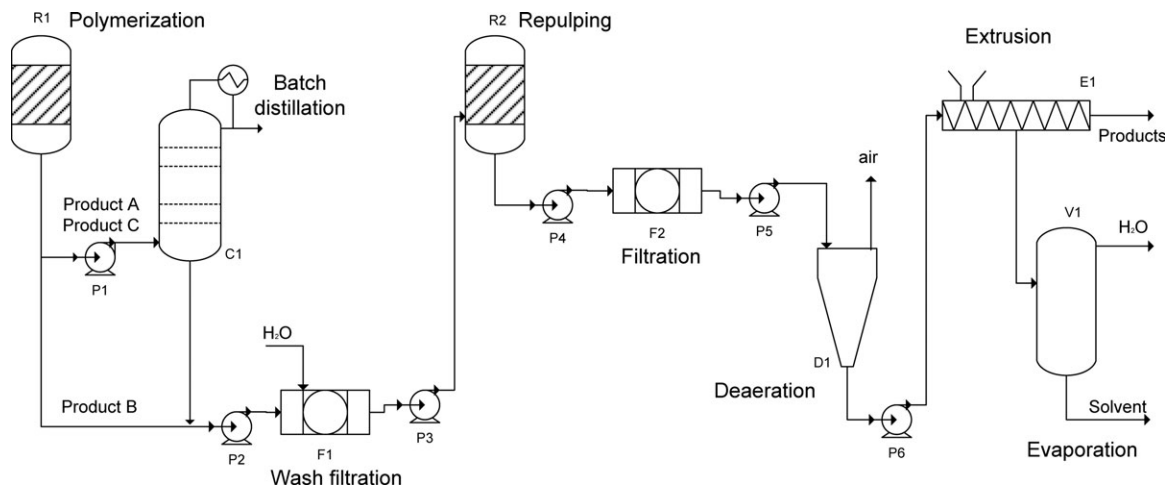 R1
Polymerization
Batch
distillation
Product A
Product C
P1
C1
Product B
H₂O
P2
F1
P3
Wash filtration
R2
Repulping
P4
F2
P5
Filtration
air
D1
Deaeration
P6
Extrusion
E1
Products
V1
H₂O
Solvent
Evaporation